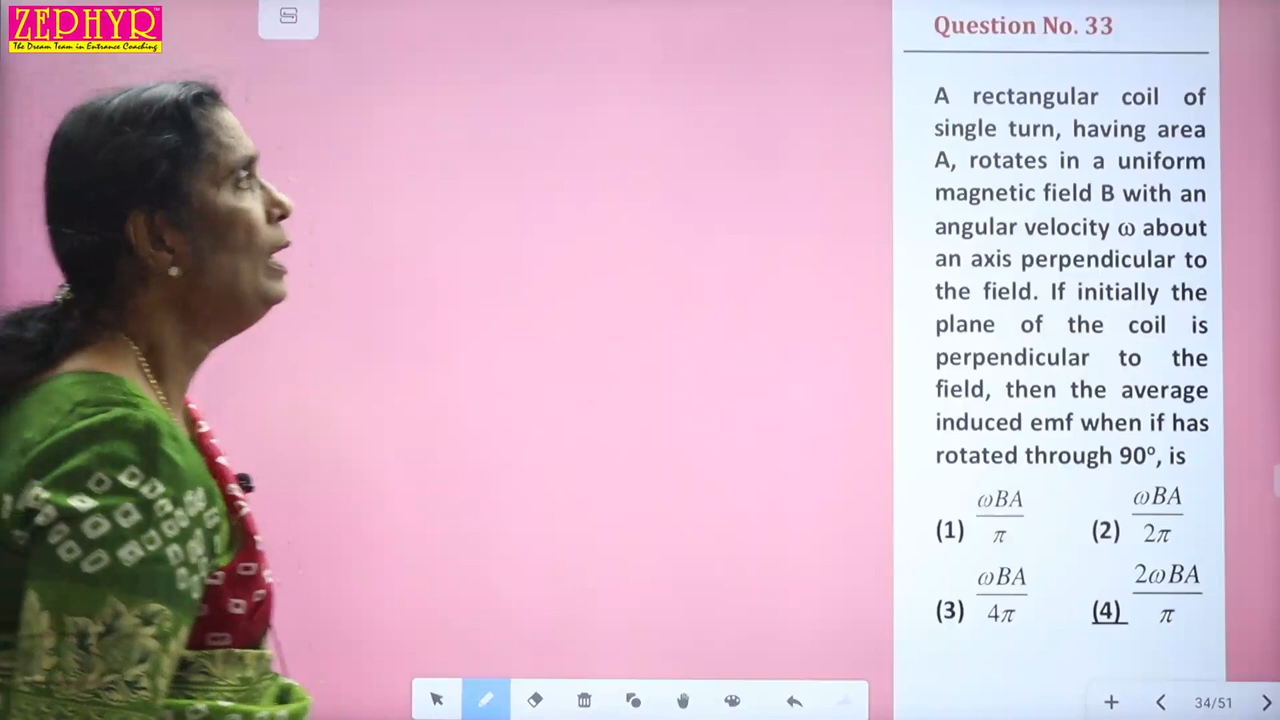 ZEPHYR™
The Dream Team in Entrance Coaching
Question No. 33
A rectangular coil of
single turn, having area
A, rotates in a uniform
magnetic field B with an
angular velocity ω about
an axis perpendicular to
the field. If initially the
plane of the coil is
perpendicular to the
field, then the average
induced emf when if has
rotated through 90°, is
(1) ωBA/π (2) ωBA/2π
(3) ωBA/4π (4) 2ωBA/π
34/51